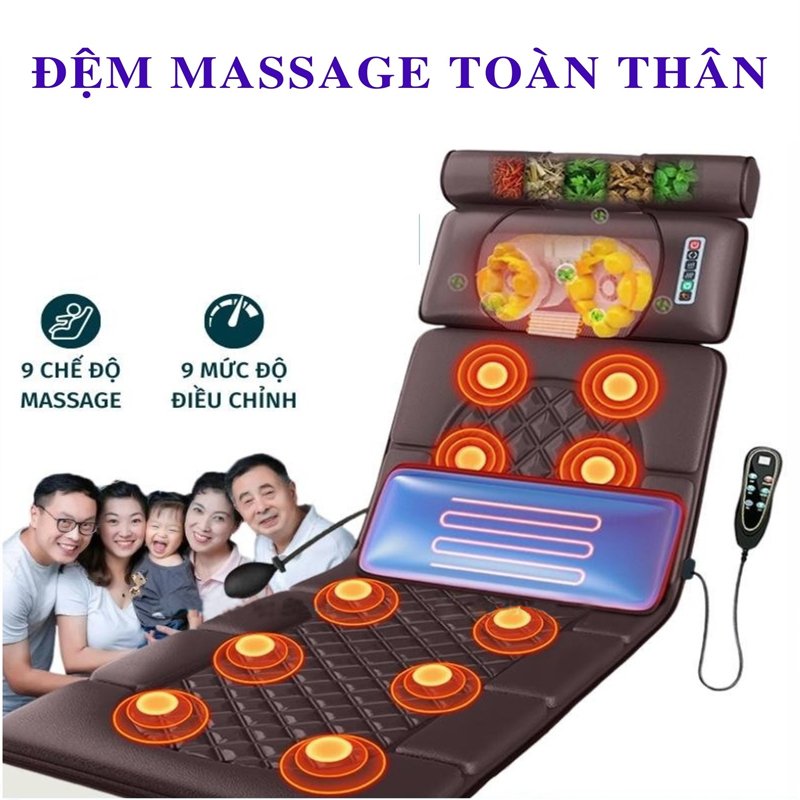 ĐỆM MASSAGE TOÀN THÂN
9 CHẾ ĐỘ
MASSAGE
9 MỨC ĐỘ
ĐIỀU CHỈNH